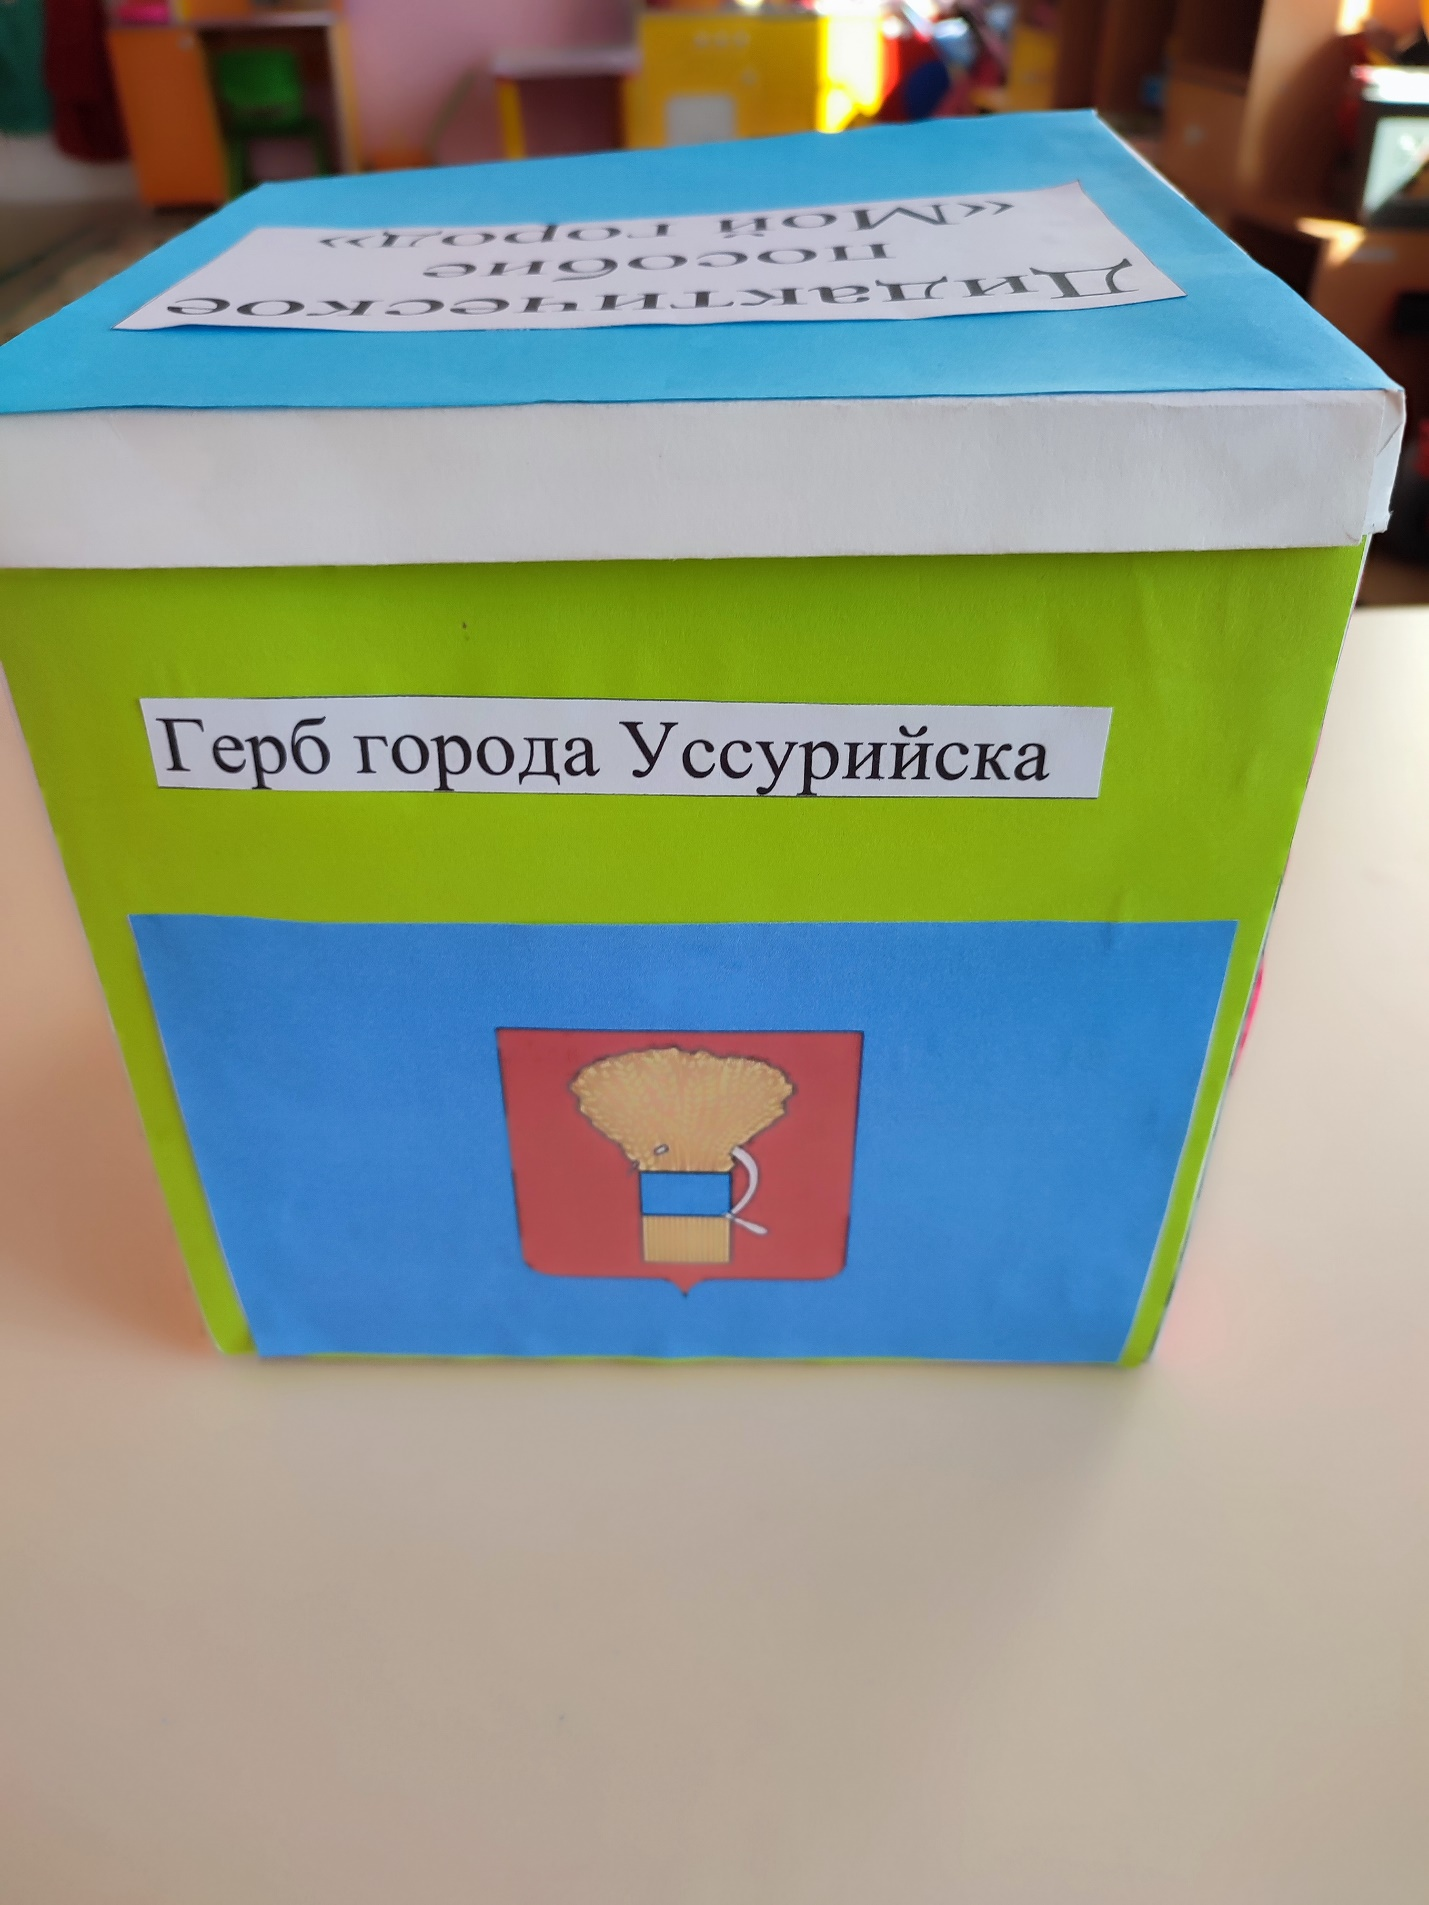 Дидактическое
пособие
«Мой город»
Герб города Уссурийска